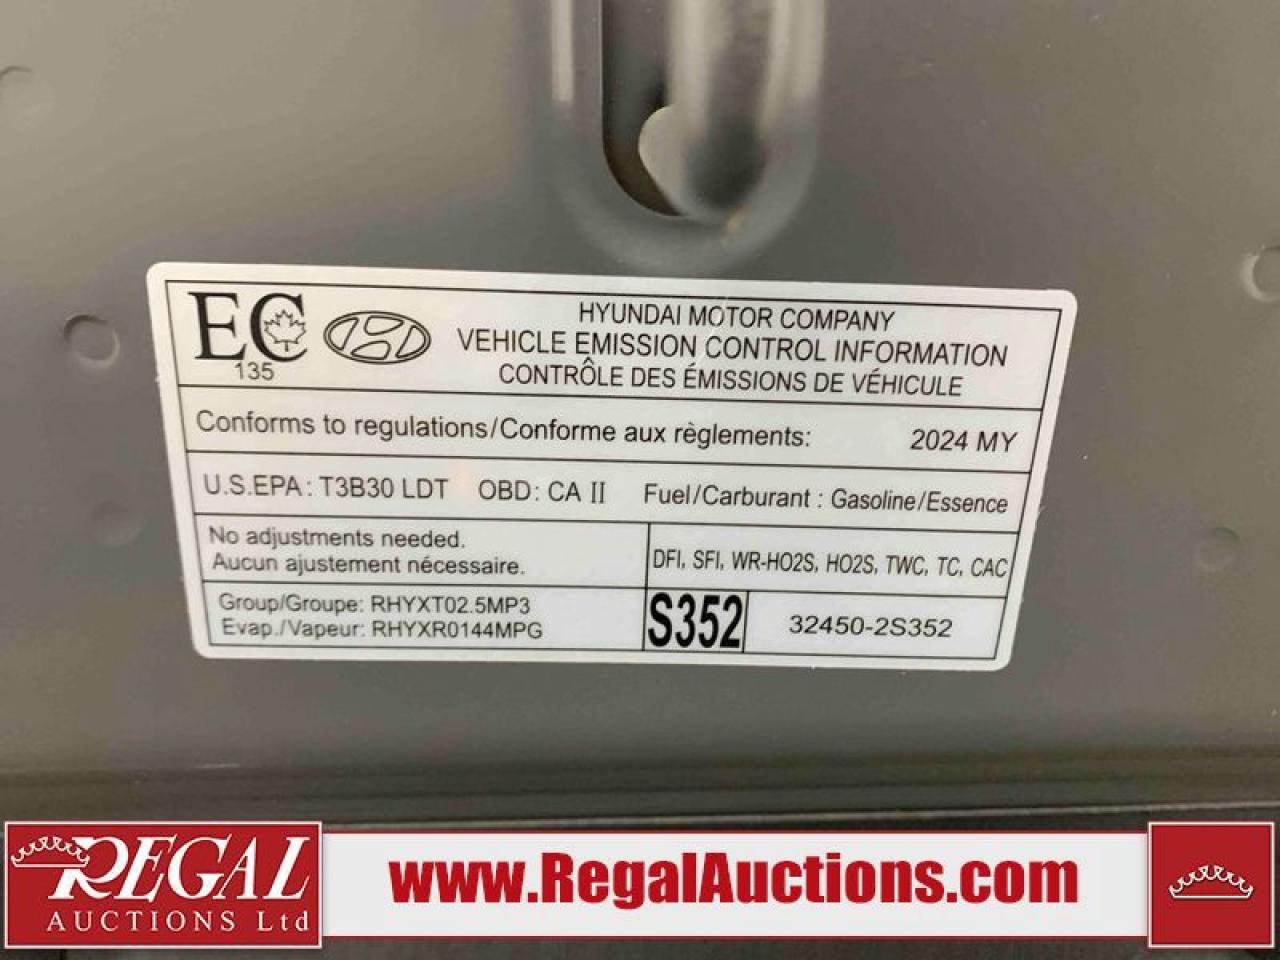 EC
135
HYUNDAI MOTOR COMPANY
VEHICLE EMISSION CONTROL INFORMATION
CONTRÔLE DES ÉMISSIONS DE VÉHICULE
Conforms to regulations/Conforme aux règlements: 2024 MY
U.S.EPA: T3B30 LDT OBD: CA II Fuel/Carburant : Gasoline/Essence
No adjustments needed.
Aucun ajustement nécessaire.
DFI, SFI, WR-HO2S, HO2S, TWC, TC, CAC
Group/Groupe: RHYXT02.5MP3
Evap./Vapeur: RHYXR0144MPG
S352
32450-2S352
REGAL
AUCTIONS Ltd
www.RegalAuctions.com